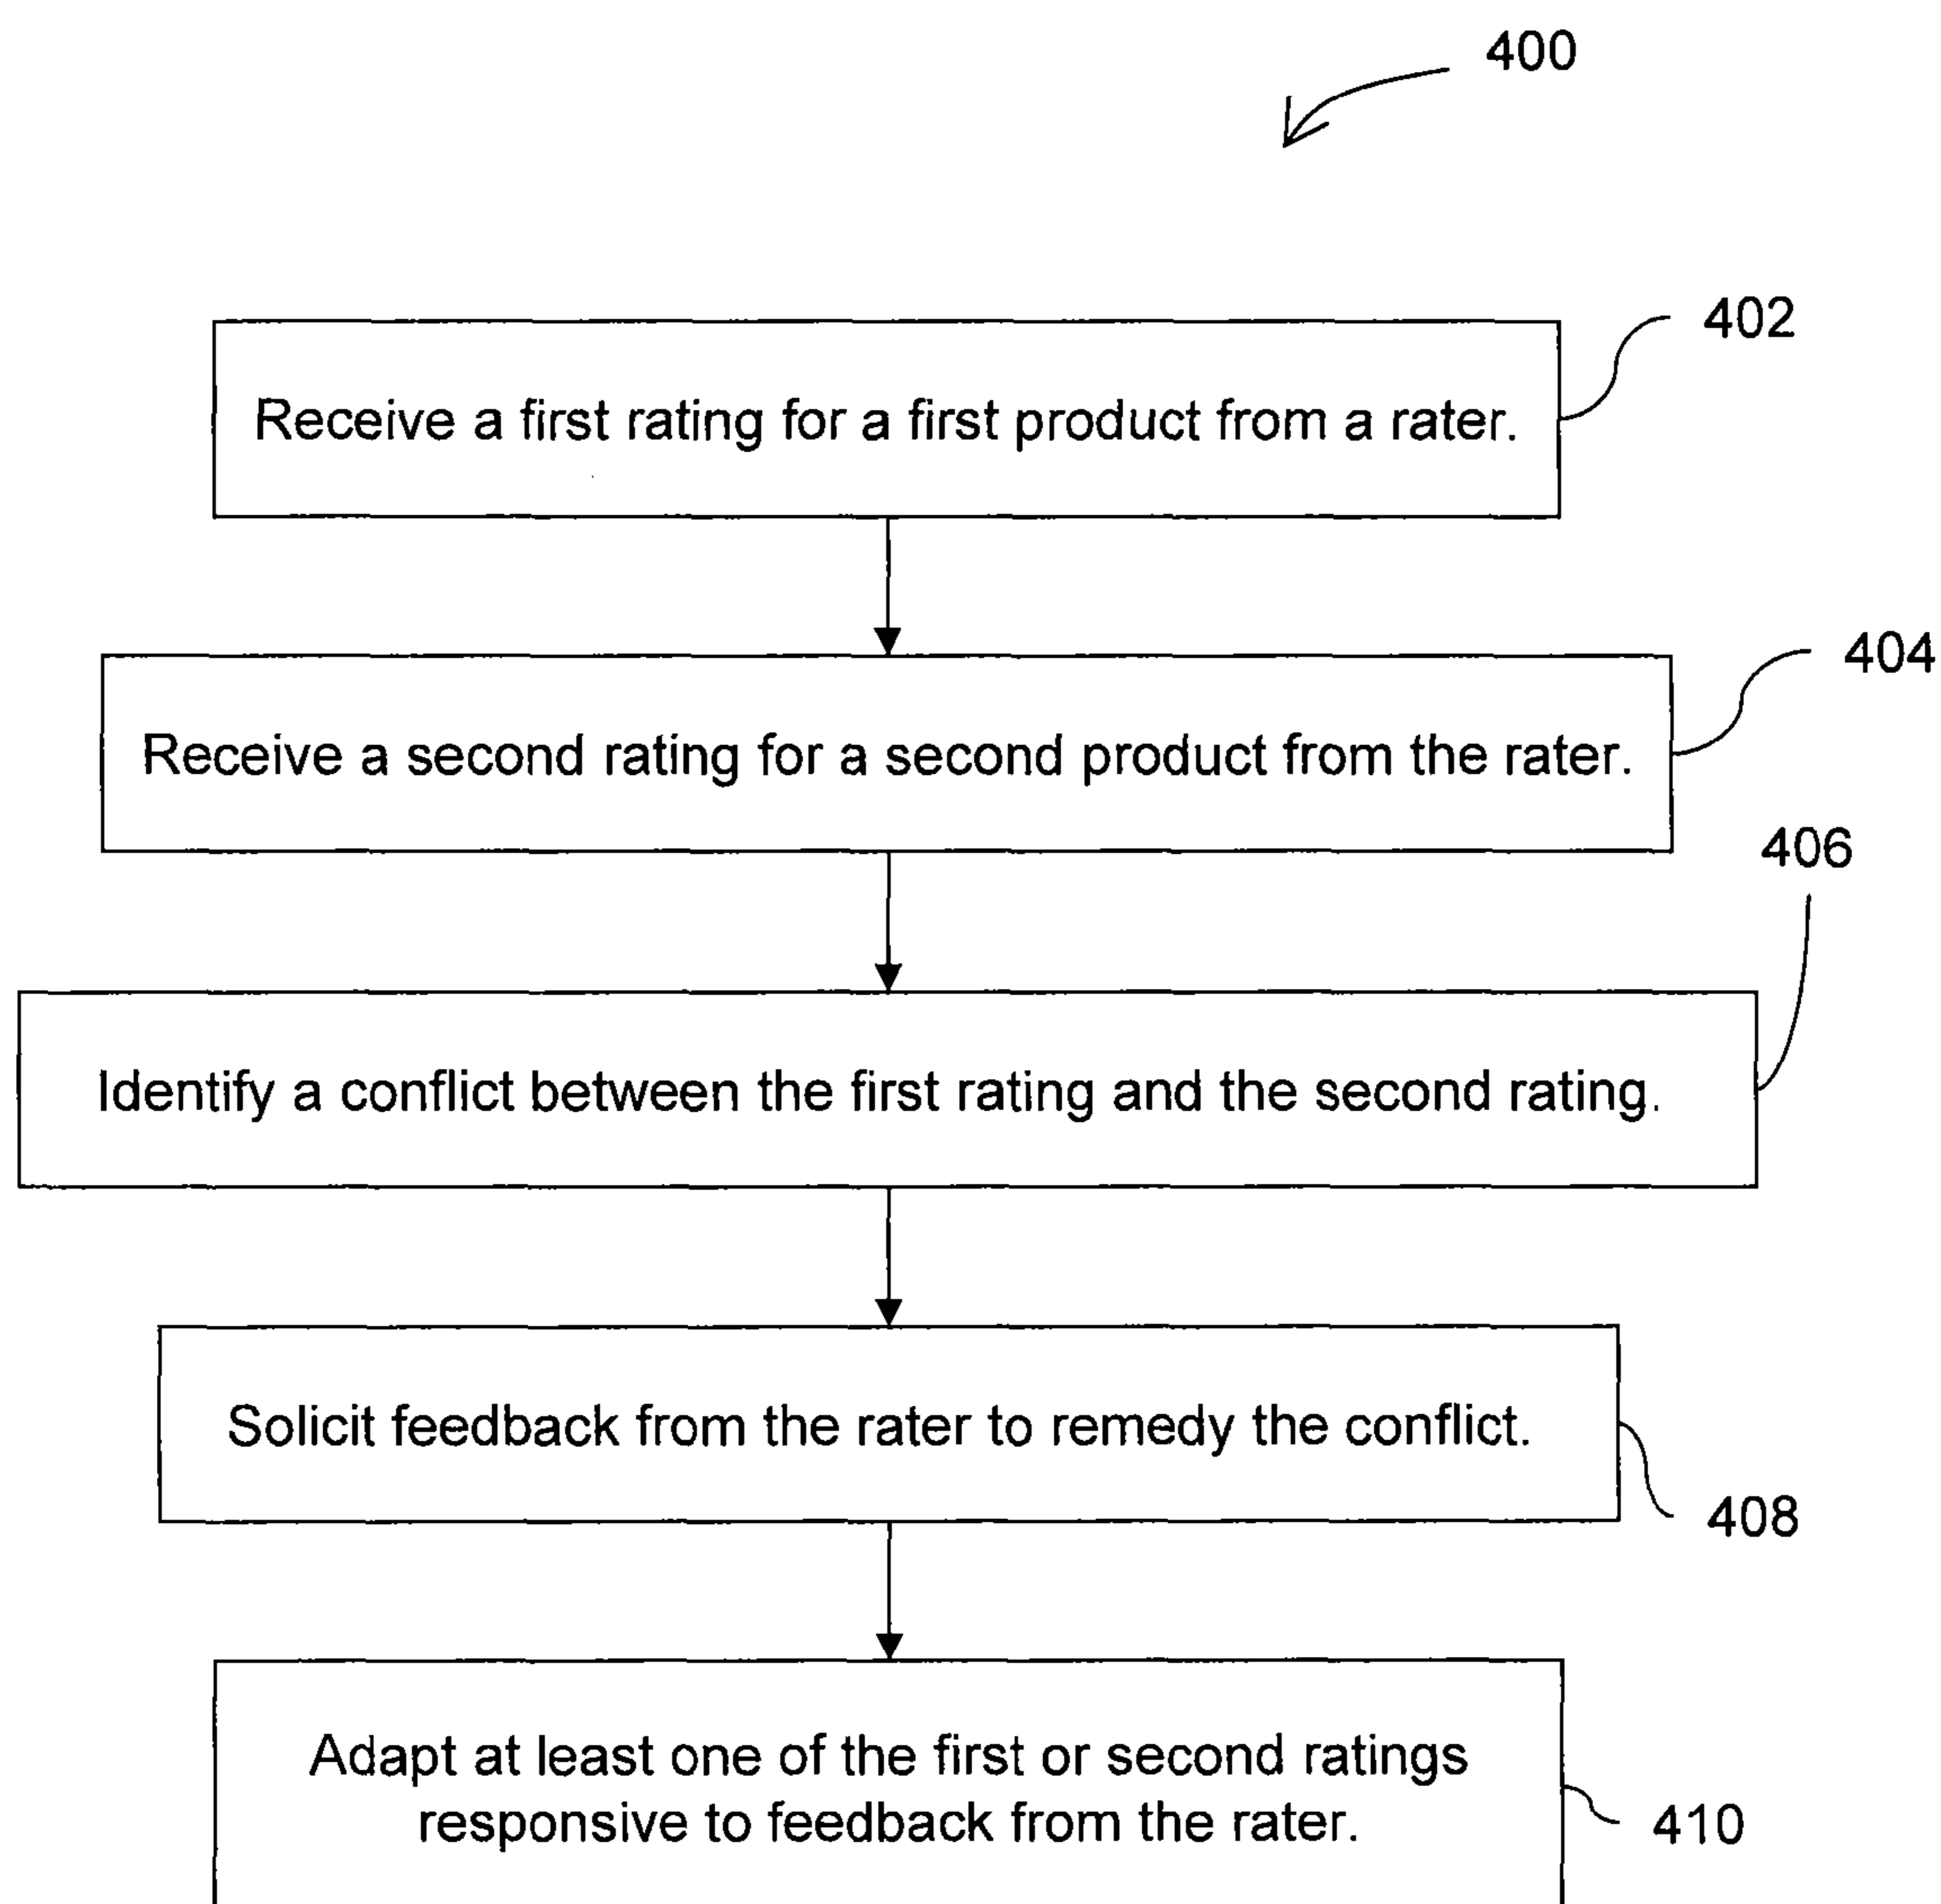 400
402
Receive a first rating for a first product from a rater.
404
Receive a second rating for a second product from the rater.
406
Identify a conflict between the first rating and the second rating.
Solicit feedback from the rater to remedy the conflict.
408
Adapt at least one of the first or second ratings
responsive to feedback from the rater.
410